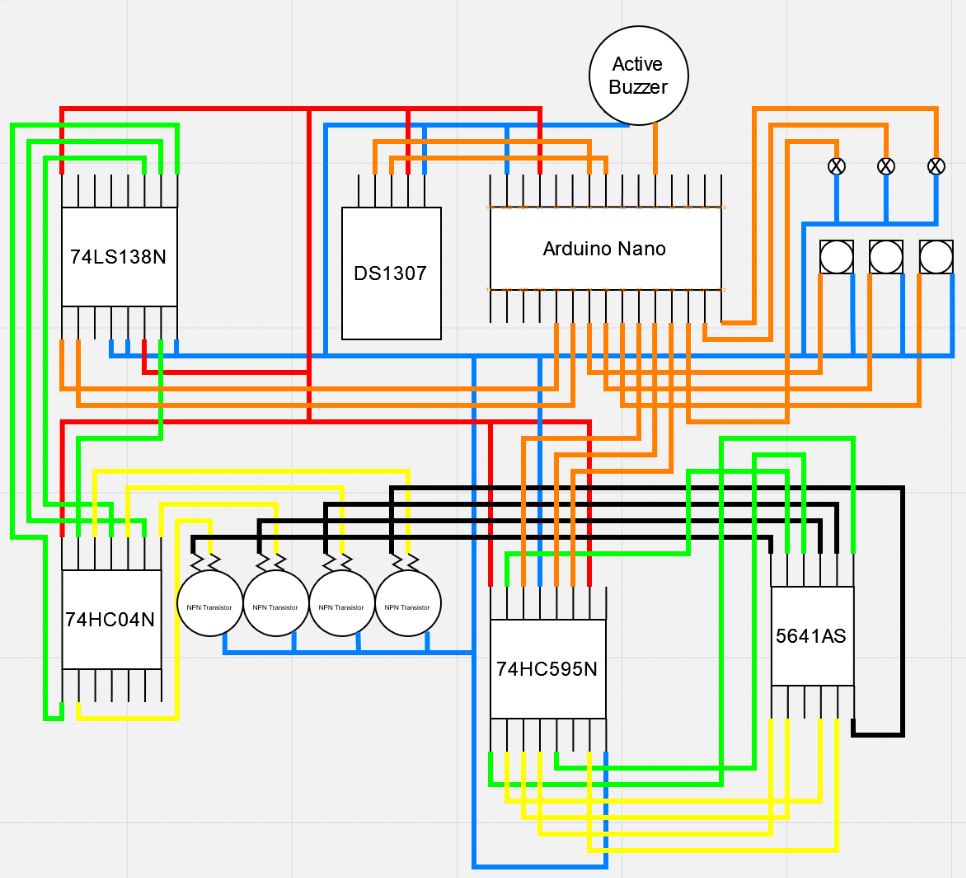 Active
Buzzer
74LS138N
DS1307
Arduino Nano
74HC04N
NPN Transistor
NPN Transistor
NPN Transistor
NPN Transistor
74HC595N
5641AS